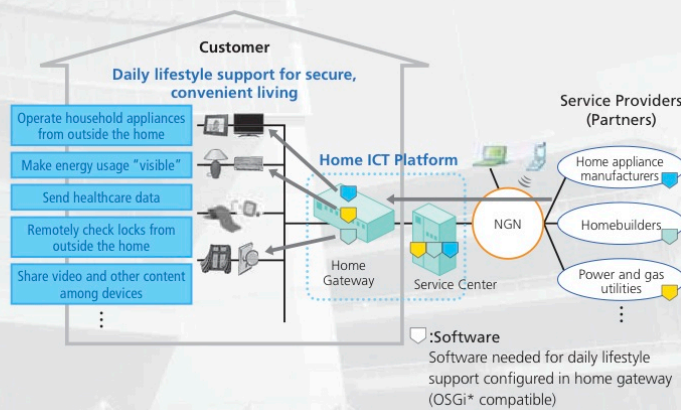 Customer
Daily lifestyle support for secure,
convenient living
Operate household appliances
from outside the home
Make energy usage "visible"
Send healthcare data
Remotely check locks from
outside the home
Share video and other content
among devices
Home ICT Platform
Home
Gateway
Service Center
NGN
Service Providers
(Partners)
Home appliance
manufacturers
Homebuilders
Power and gas
utilities
:Software
Software needed for daily lifestyle
support configured in home gateway
(OSGi* compatible)